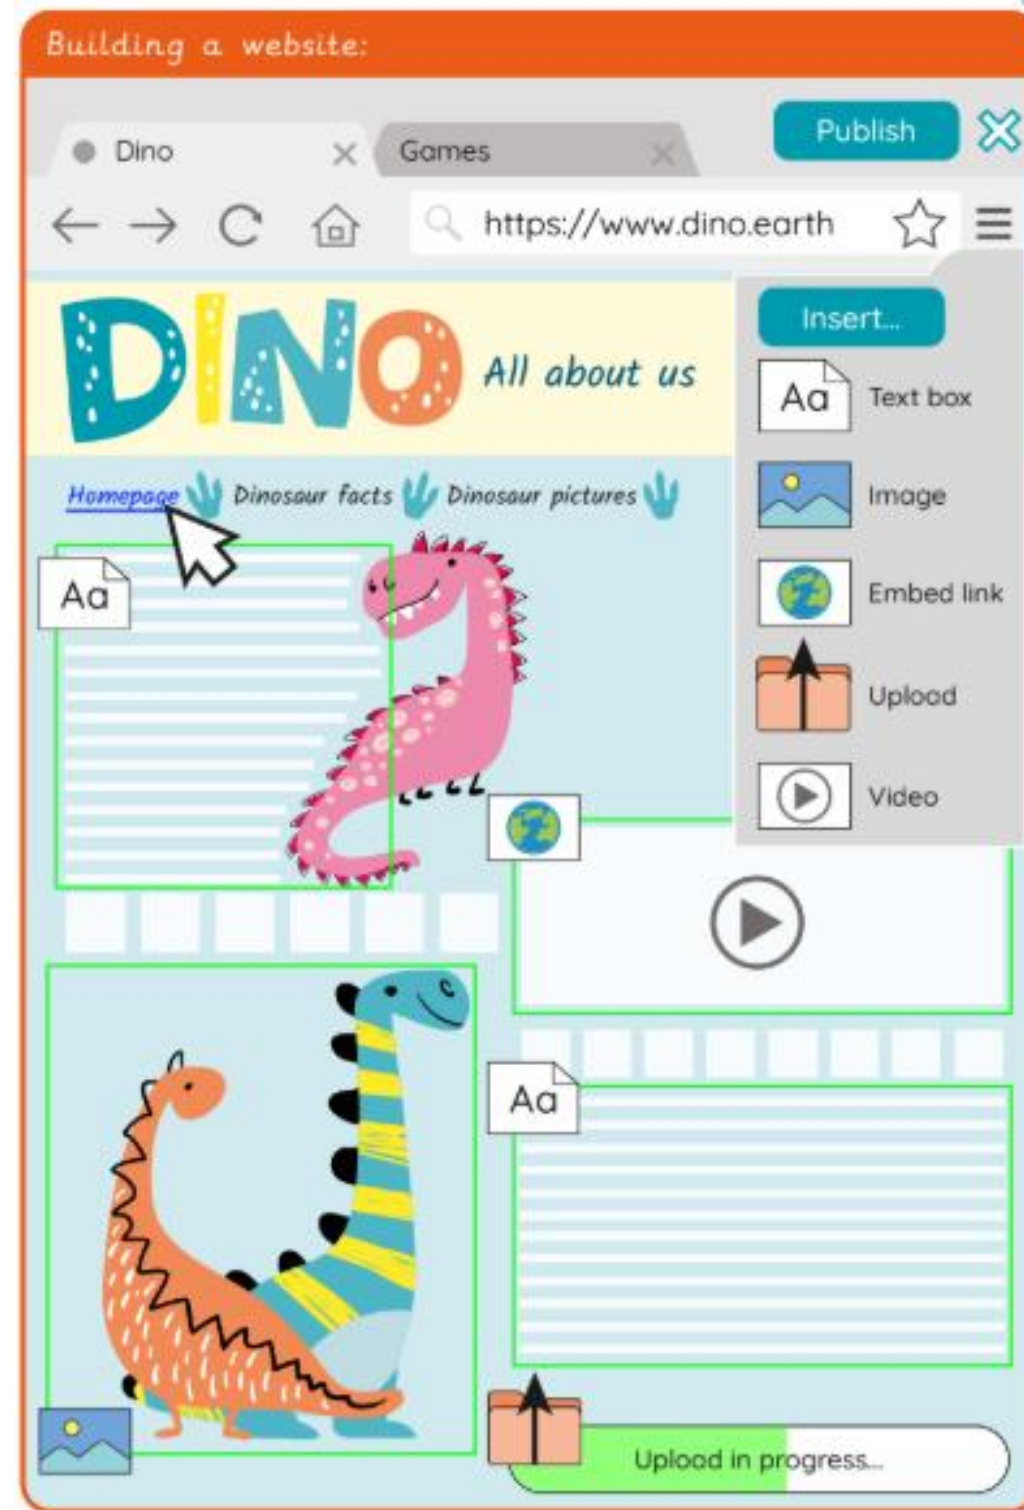 Building a website:
Dino
Games
Publish
https://www.dino.earth
DINO
All about us
Insert...
Aa Text box
Image
Embed link
Upload
Video
Homepage Dinosaur facts Dinosaur pictures
Aa
Aa
Upload in progress...